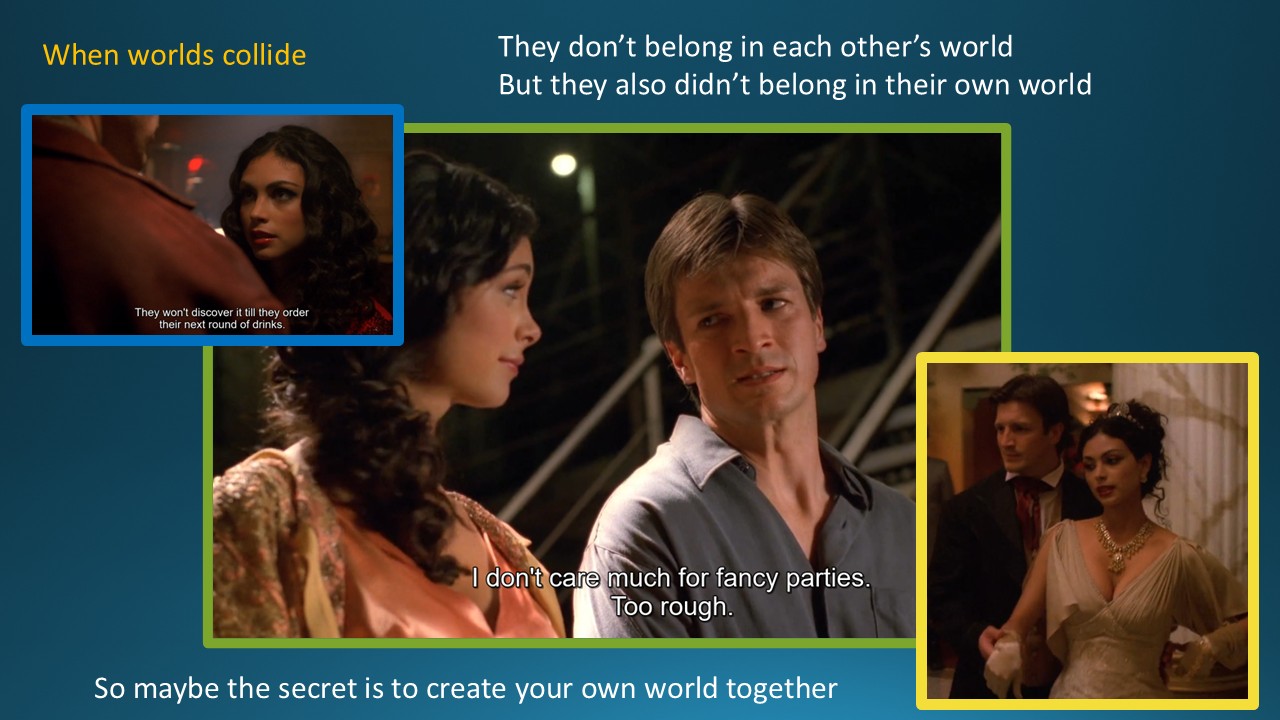 When worlds collide
They don’t belong in each other’s world
But they also didn’t belong in their own world
They won't discover it till they order
their next round of drinks.
I don't care much for fancy parties.
Too rough.
So maybe the secret is to create your own world together